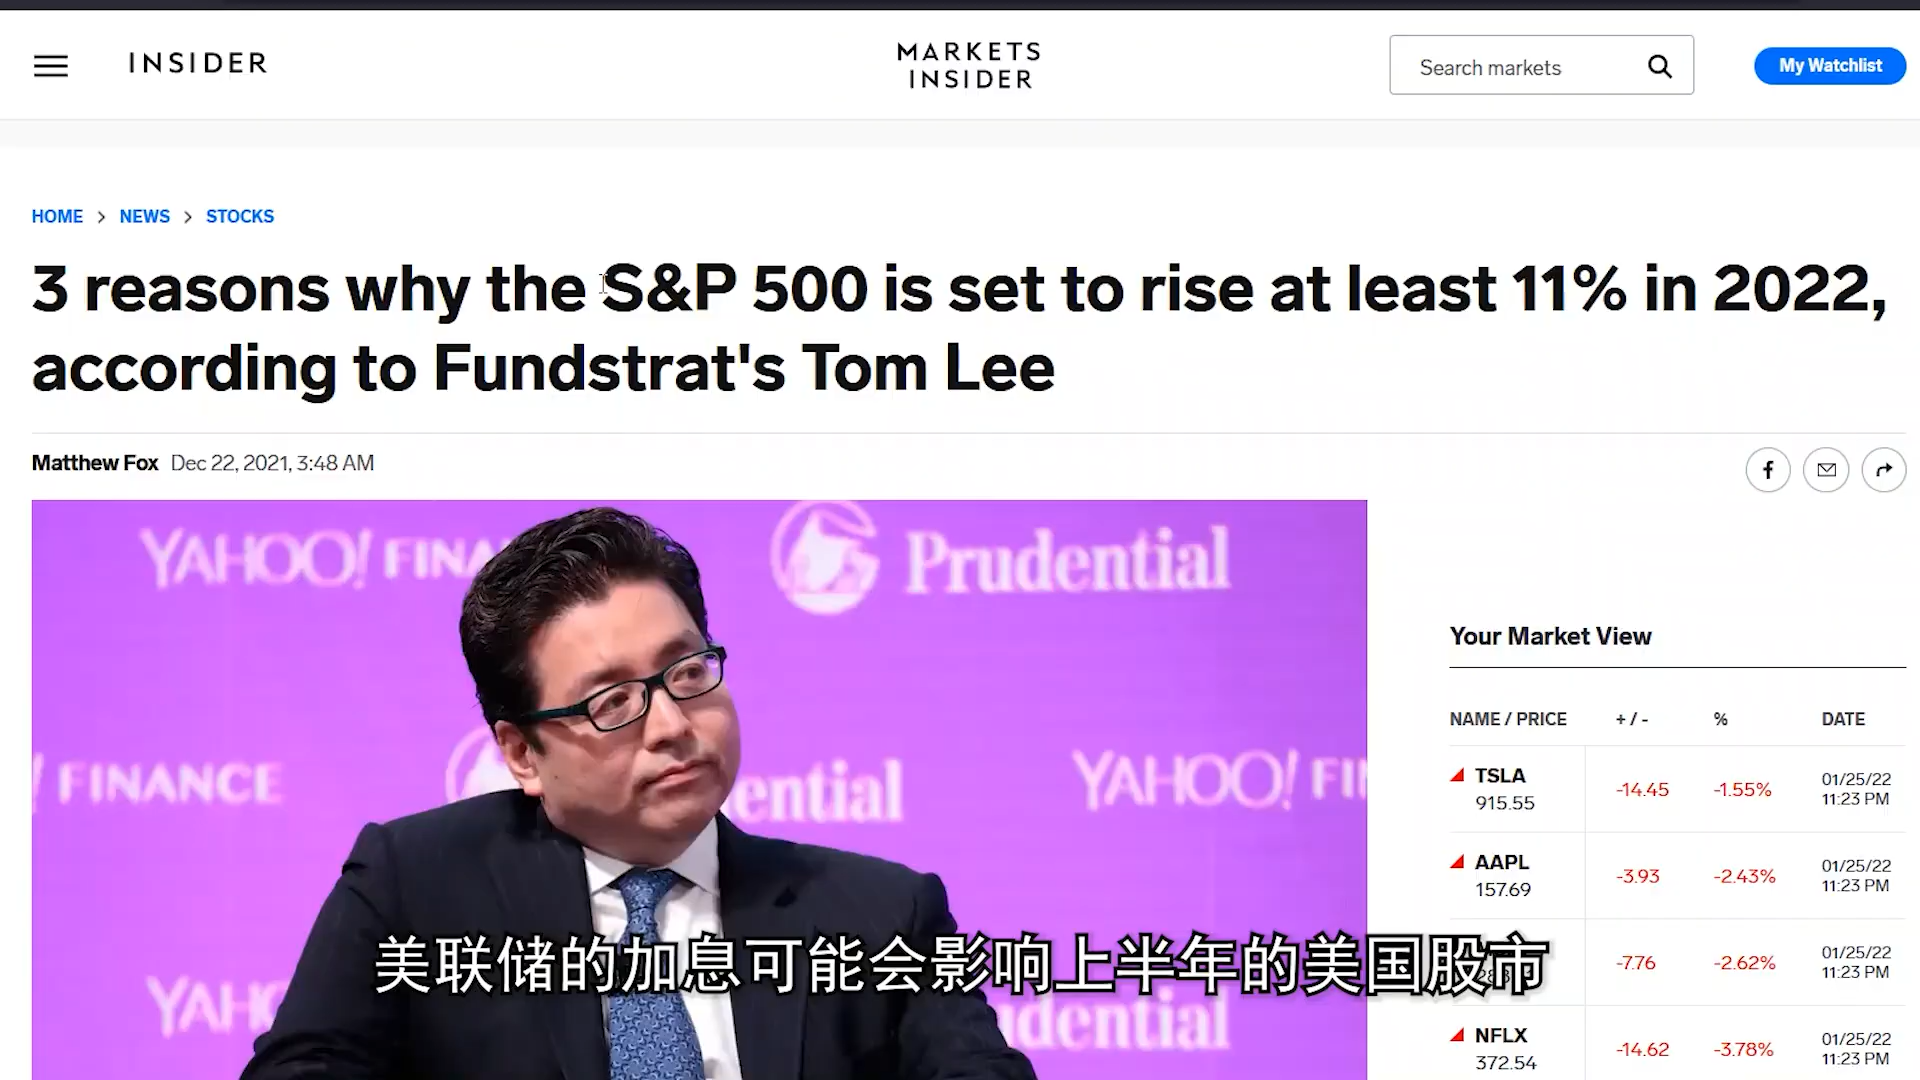 INSIDER
MARKETS
INSIDER
Search markets
My Watchlist
HOME > NEWS > STOCKS
3 reasons why the S&P 500 is set to rise at least 11% in 2022,
according to Fundstrat's Tom Lee
Matthew Fox Dec 22, 2021, 3:48 AM
YAHOO! FINA
Prudential
! FINANCE
ential
YAHOO! FI
YAH
udential
美联储的加息可能会影响上半年的美国股市
Your Market View
NAME / PRICE + / - % DATE
TSLA
915.55
-14.45 -1.55%
01/25/22
11:23 PM
AAPL
157.69
-3.93 -2.43%
01/25/22
11:23 PM
-7.76 -2.62%
01/25/22
11:23 PM
NFLX
372.54
-14.62 -3.78%
01/25/22
11:23 PM